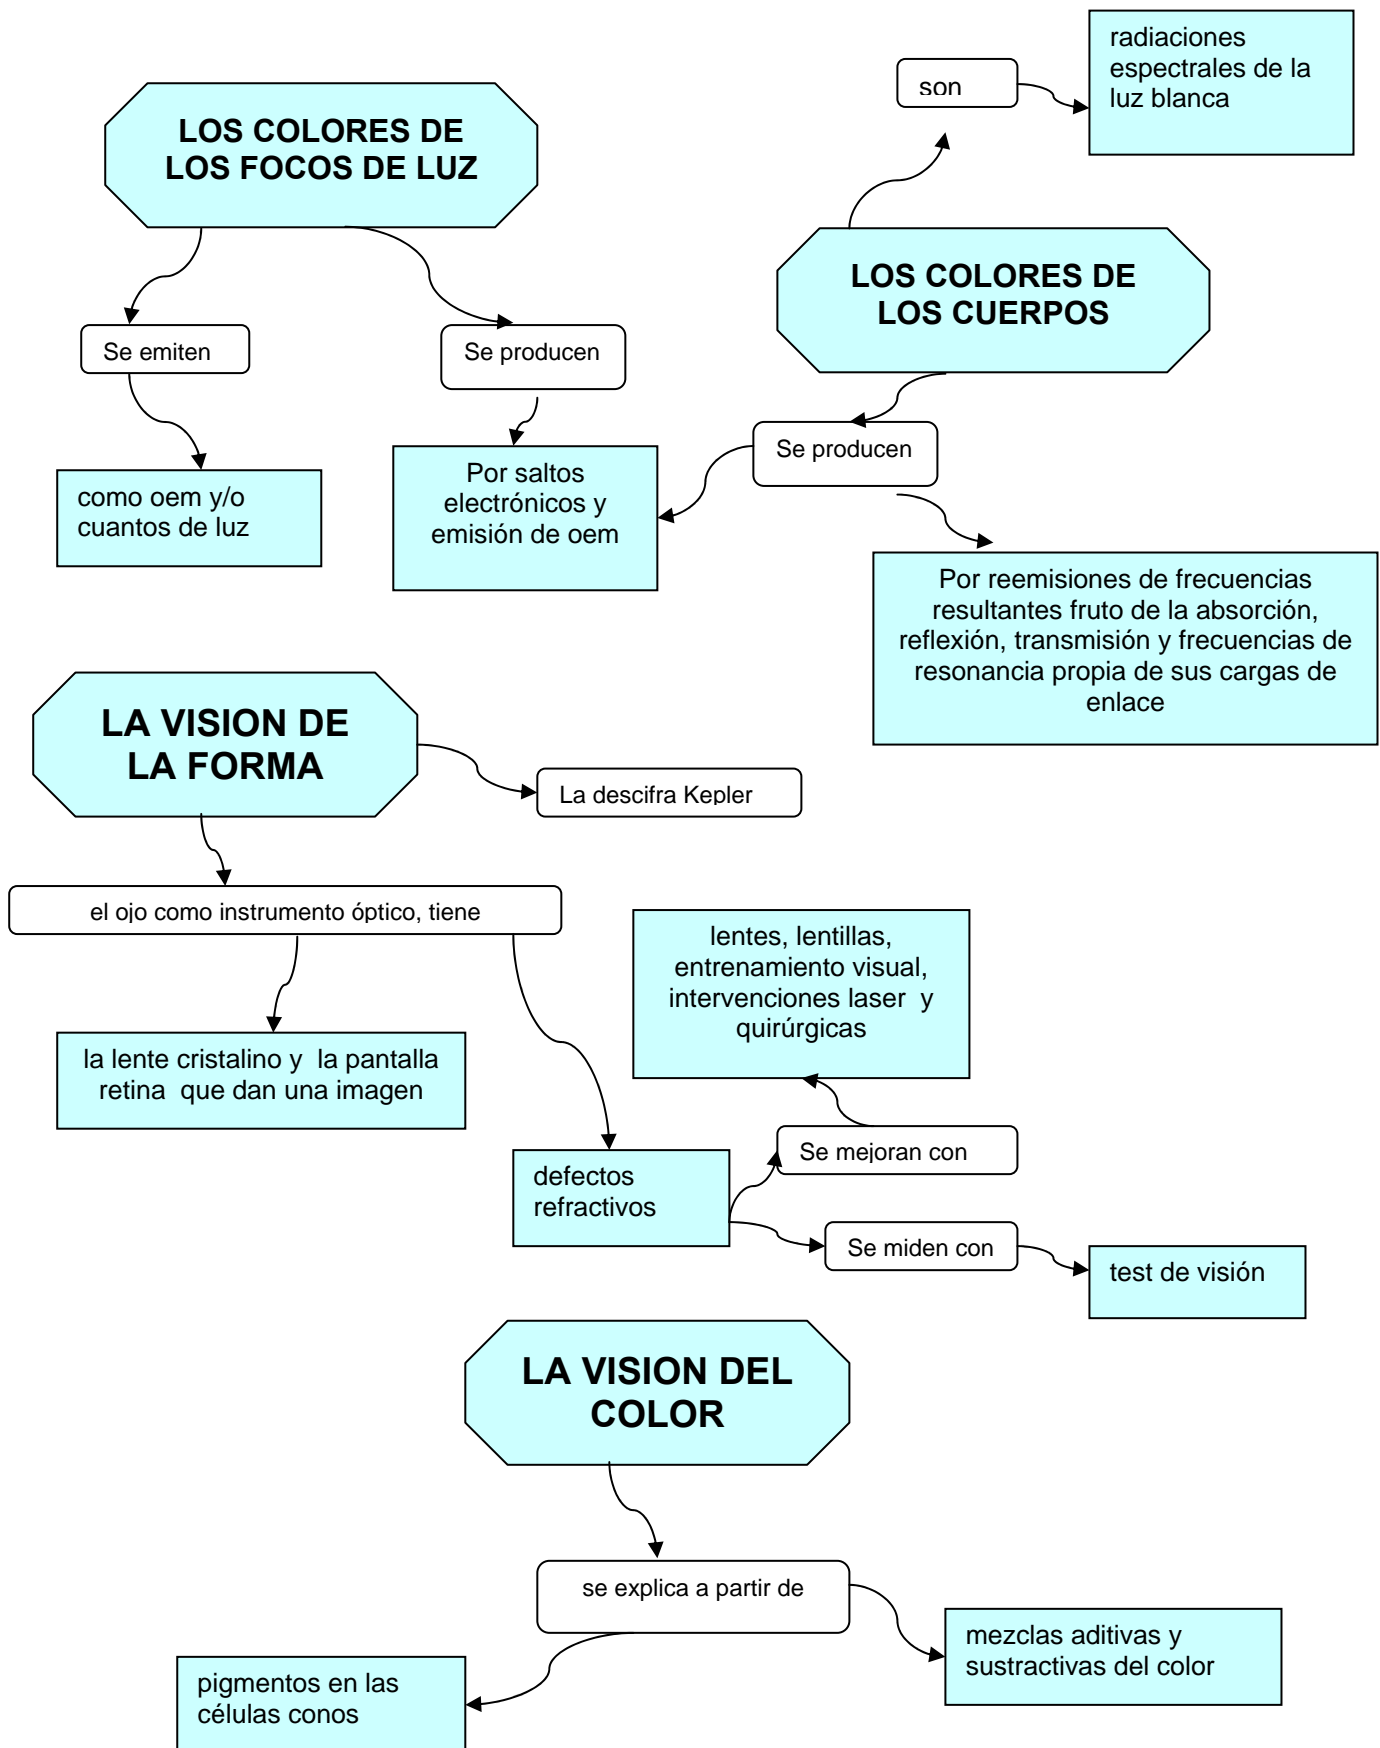 radiaciones
espectrales de la
luz blanca
son
LOS COLORES DE
LOS FOCOS DE LUZ
LOS COLORES DE
LOS CUERPOS
Se emiten
Se producen
Se producen
como oem y/o
cuantos de luz
Por saltos
electrónicos y
emisión de oem
Por reemisiones de frecuencias
resultantes fruto de la absorción,
reflexión, transmisión y frecuencias de
resonancia propia de sus cargas de
enlace
LA VISION DE
LA FORMA
La descifra Kepler
el ojo como instrumento óptico, tiene
lentes, lentillas,
entrenamiento visual,
intervenciones laser y
quirúrgicas
la lente cristalino y la pantalla
retina que dan una imagen
Se mejoran con
defectos
refractivos
Se miden con
test de visión
LA VISION DEL
COLOR
se explica a partir de
mezclas aditivas y
sustractivas del color
pigmentos en las
células conos